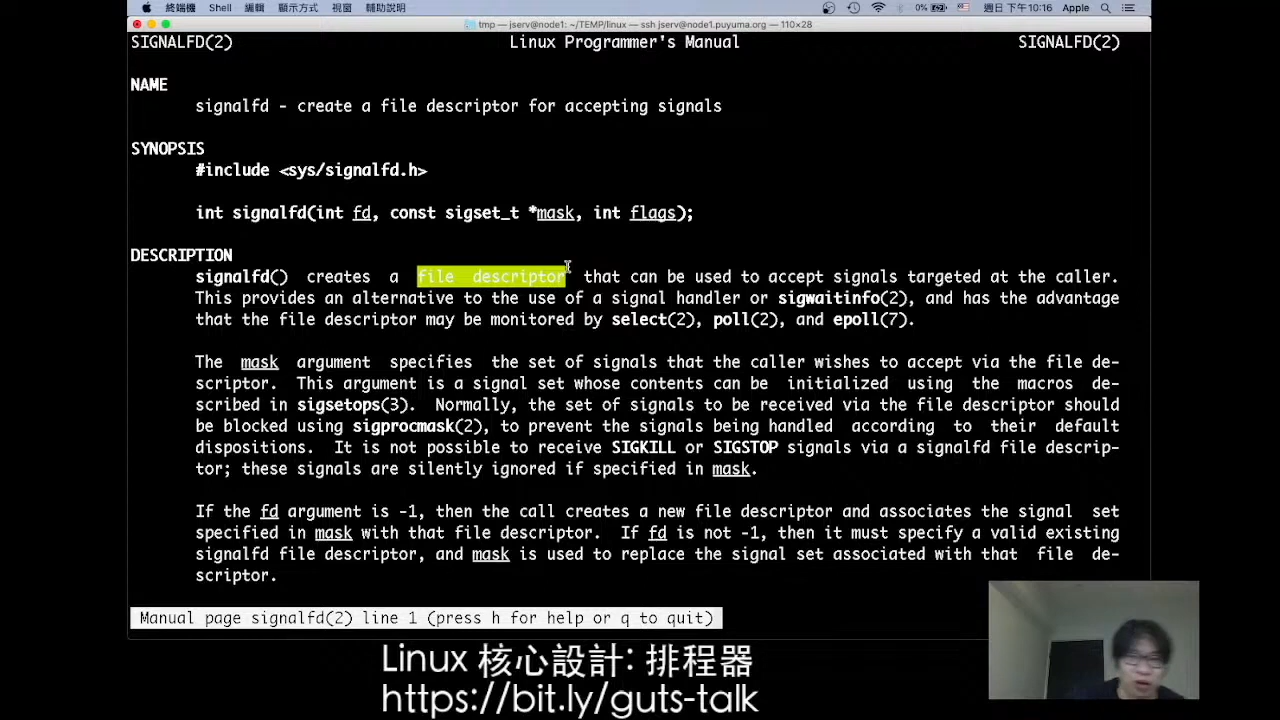 終端機 Shell 編輯 顯示方式 視窗 輔助說明 0% 週日 下午10:16 Apple
tmp — jserv@node1: ~/TEMP/linux — ssh jserv@node1.puyuma.org — 110×28
SIGNALFD(2) Linux Programmer's Manual SIGNALFD(2)
NAME
signalfd - create a file descriptor for accepting signals
SYNOPSIS
#include <sys/signalfd.h>
int signalfd(int fd, const sigset_t *mask, int flags);
DESCRIPTION
signalfd() creates a file descriptor that can be used to accept signals targeted at the caller.
This provides an alternative to the use of a signal handler or sigwaitinfo(2), and has the advantage
that the file descriptor may be monitored by select(2), poll(2), and epoll(7).
The mask argument specifies the set of signals that the caller wishes to accept via the file de-
scriptor. This argument is a signal set whose contents can be initialized using the macros de-
scribed in sigsetops(3). Normally, the set of signals to be received via the file descriptor should
be blocked using sigprocmask(2), to prevent the signals being handled according to their default
dispositions. It is not possible to receive SIGKILL or SIGSTOP signals via a signalfd file descrip-
tor; these signals are silently ignored if specified in mask.
If the fd argument is -1, then the call creates a new file descriptor and associates the signal set
specified in mask with that file descriptor. If fd is not -1, then it must specify a valid existing
signalfd file descriptor, and mask is used to replace the signal set associated with that file de-
scriptor.
Manual page signalfd(2) line 1 (press h for help or q to quit)
Linux 核心設計: 排程器
https://bit.ly/guts-talk